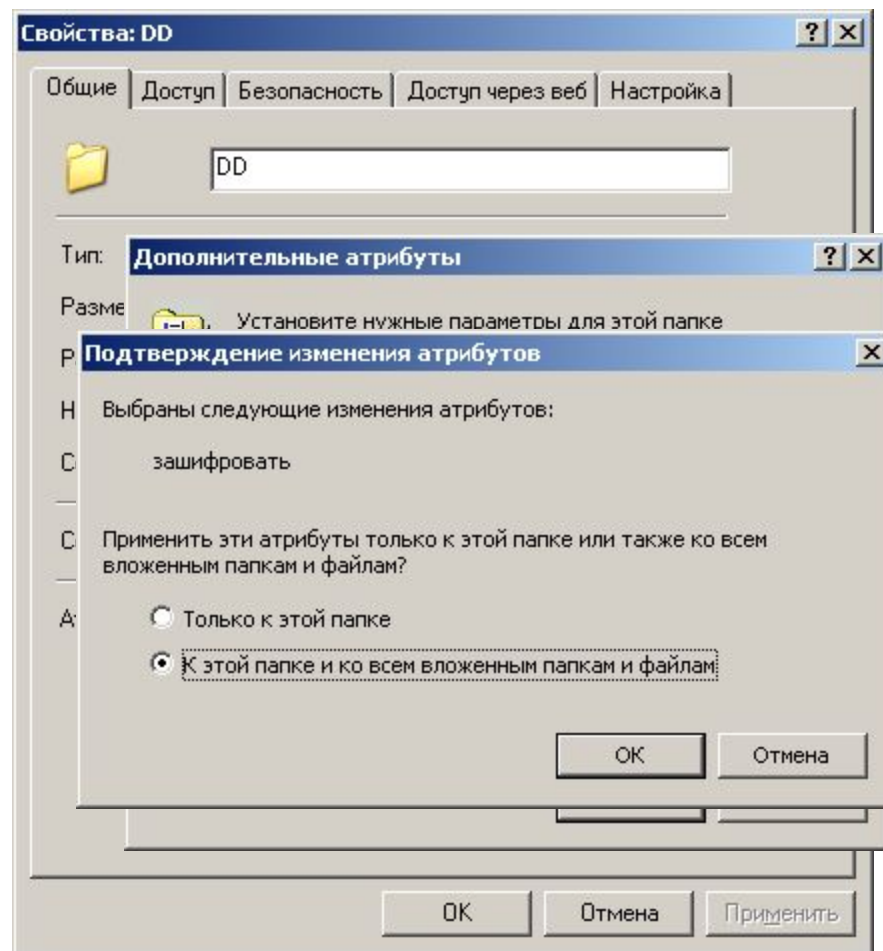 Свойства: DD
Общие Доступ Безопасность Доступ через веб Настройка
DD
Тип:
Дополнительные атрибуты
Установите нужные параметры для этой папке
Подтверждение изменения атрибутов
Выбраны следующие изменения атрибутов:
зашифровать
Применить эти атрибуты только к этой папке или также ко всем
вложенным папкам и файлам?
Только к этой папке
К этой папке и ко всем вложенным папкам и файлам
ОК Отмена
ОК Отмена Применить